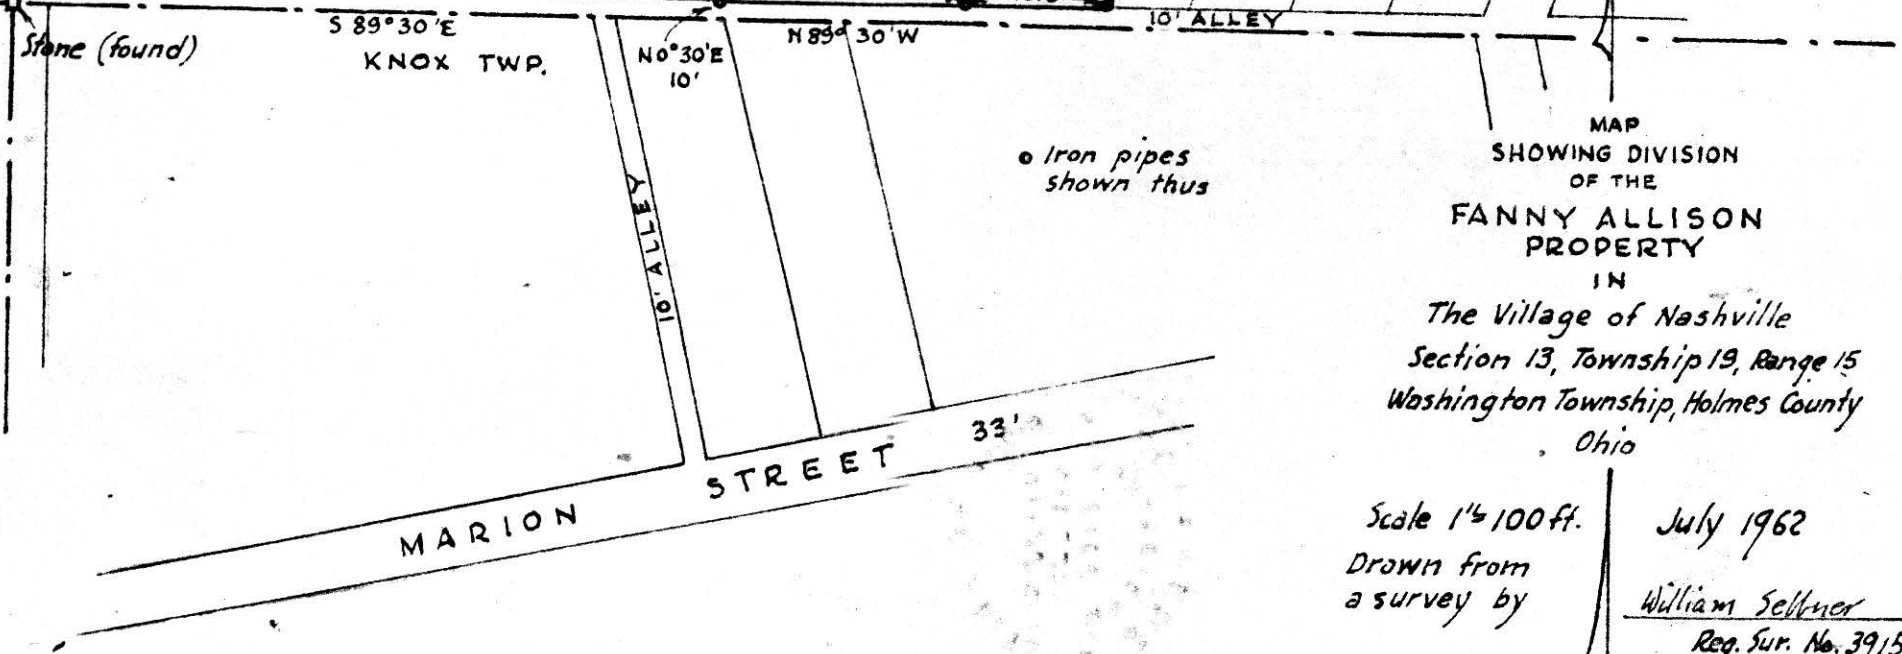 10' ALLEY
S 89°30'E
N 89° 30'W
Stone (found)
KNOX TWP.
N0°30'E
10'
10' ALLEY
o Iron pipes
shown thus
MAP
SHOWING DIVISION
OF THE
FANNY ALLISON
PROPERTY
IN
The Village of Nashville
Section 13, Township 19, Range 15
Washington Township, Holmes County
Ohio
33'
MARION STREET
Scale 1"=100 ft.
July 1962
Drawn from
a survey by
William
Reg. Sur. No.